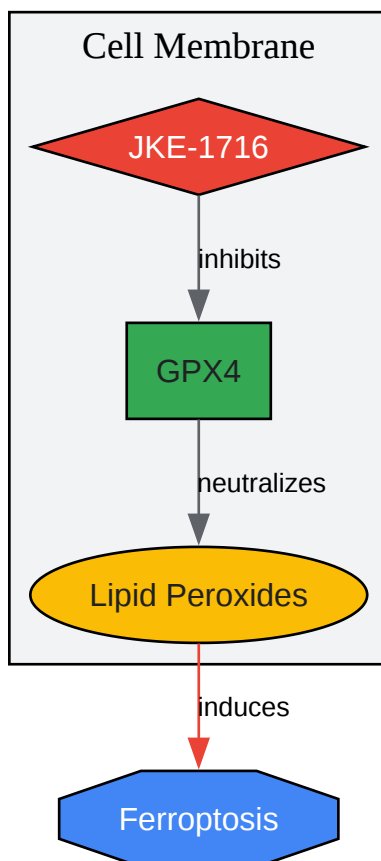 Cell Membrane
JKE-1716
inhibits
GPX4
neutralizes
Lipid Peroxides
induces
Ferroptosis